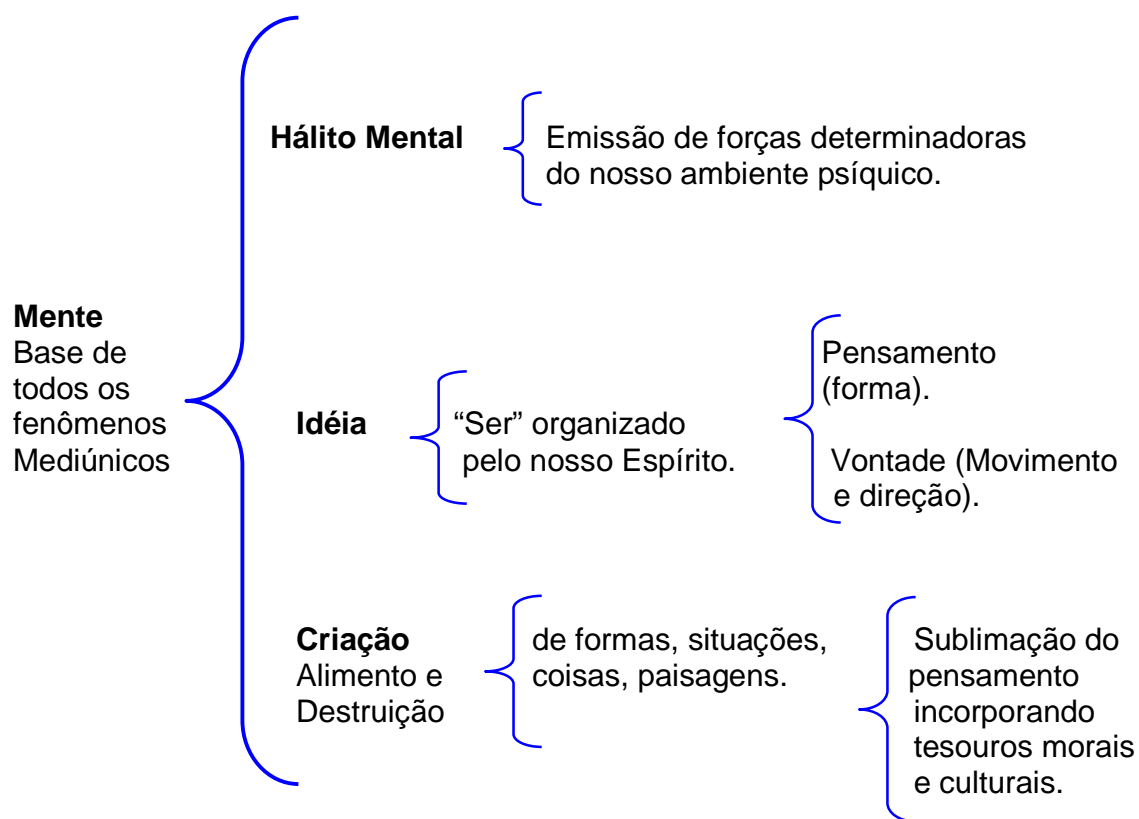 Mente
Base de
todos os
fenômenos
Mediúnicos
Hálito Mental
Emissão de forças determinadoras
do nosso ambiente psíquico.
Idéia
“Ser” organizado
pelo nosso Espírito.
Pensamento
(forma).
Vontade (Movimento
e direção).
Criação
Alimento e
Destruição
de formas, situações,
coisas, paisagens.
Sublimação do
pensamento
incorporando
tesouros morais
e culturais.